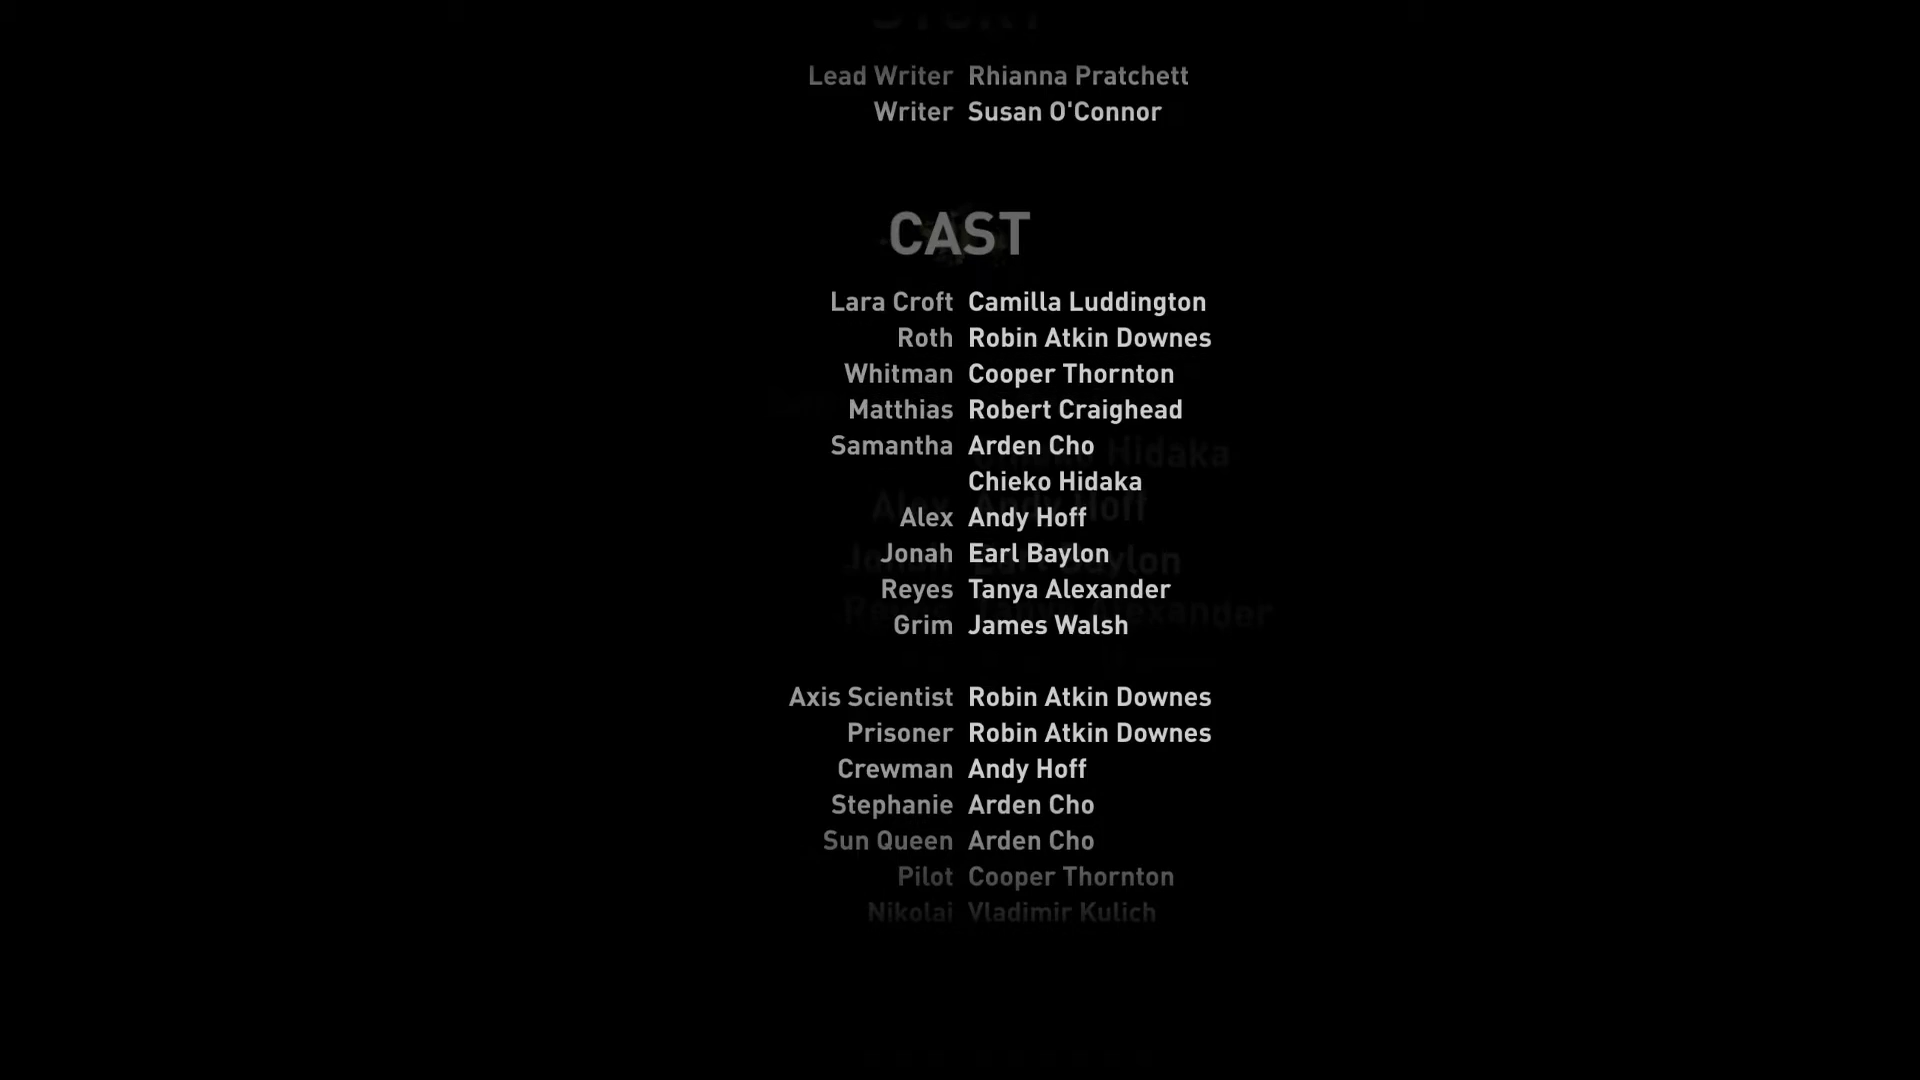 STORY
Lead Writer Rhianna Pratchett
Writer Susan O'Connor
CAST
Lara Croft Camilla Luddington
Roth Robin Atkin Downes
Whitman Cooper Thornton
Matthias Robert Craighead
Samantha Arden Cho
Chieko Hidaka
Alex Andy Hoff
Jonah Earl Baylon
Reyes Tanya Alexander
Grim James Walsh
Axis Scientist Robin Atkin Downes
Prisoner Robin Atkin Downes
Crewman Andy Hoff
Stephanie Arden Cho
Sun Queen Arden Cho
Pilot Cooper Thornton
Nikolai Vladimir Kulich